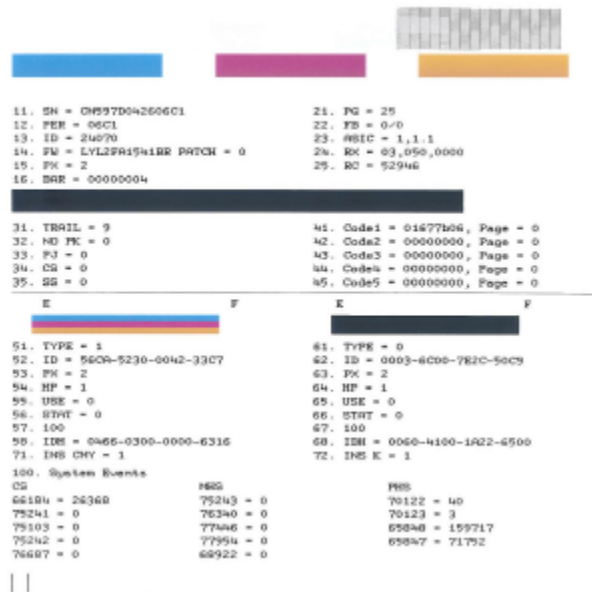 11. SN = CN597D042606C1
12. PER = 06C1
13. ID = 24070
14. FW = LYL2FA1541BR PATCH = 0
15. PX = 2
16. BAR = 00000004
21. PG = 25
22. FB = 0/0
23. ASIC = 1,1.1
24. RX = 03,050,0000
25. RC = 52946
31. TRAIL = 9
32. NO PK = 0
33. PJ = 0
34. CS = 0
35. SS = 0
41. Code1 = 01677b06, Page = 0
42. Code2 = 00000000, Page = 0
43. Code3 = 00000000, Page = 0
44. Code4 = 00000000, Page = 0
45. Code5 = 00000000, Page = 0
E F
E F
51. TYPE = 1
52. ID = 56CA-5230-0042-33C7
53. PX = 2
54. HP = 1
55. USE = 0
56. STAT = 0
57. 100
58. IDH = 0466-0300-0000-6316
71. INS CMY = 1
61. TYPE = 0
62. ID = 0003-6C00-7E2C-50C9
63. PX = 2
64. HP = 1
65. USE = 0
66. STAT = 0
67. 100
68. IDH = 0060-4100-1A22-6500
72. INS K = 1
100. System Events
CS
66184 = 26368
75241 = 0
75103 = 0
75242 = 0
76687 = 0
MRS
75243 = 0
76340 = 0
77446 = 0
77954 = 0
68922 = 0
PHS
70122 = 40
70123 = 3
65848 = 159717
65847 = 71752